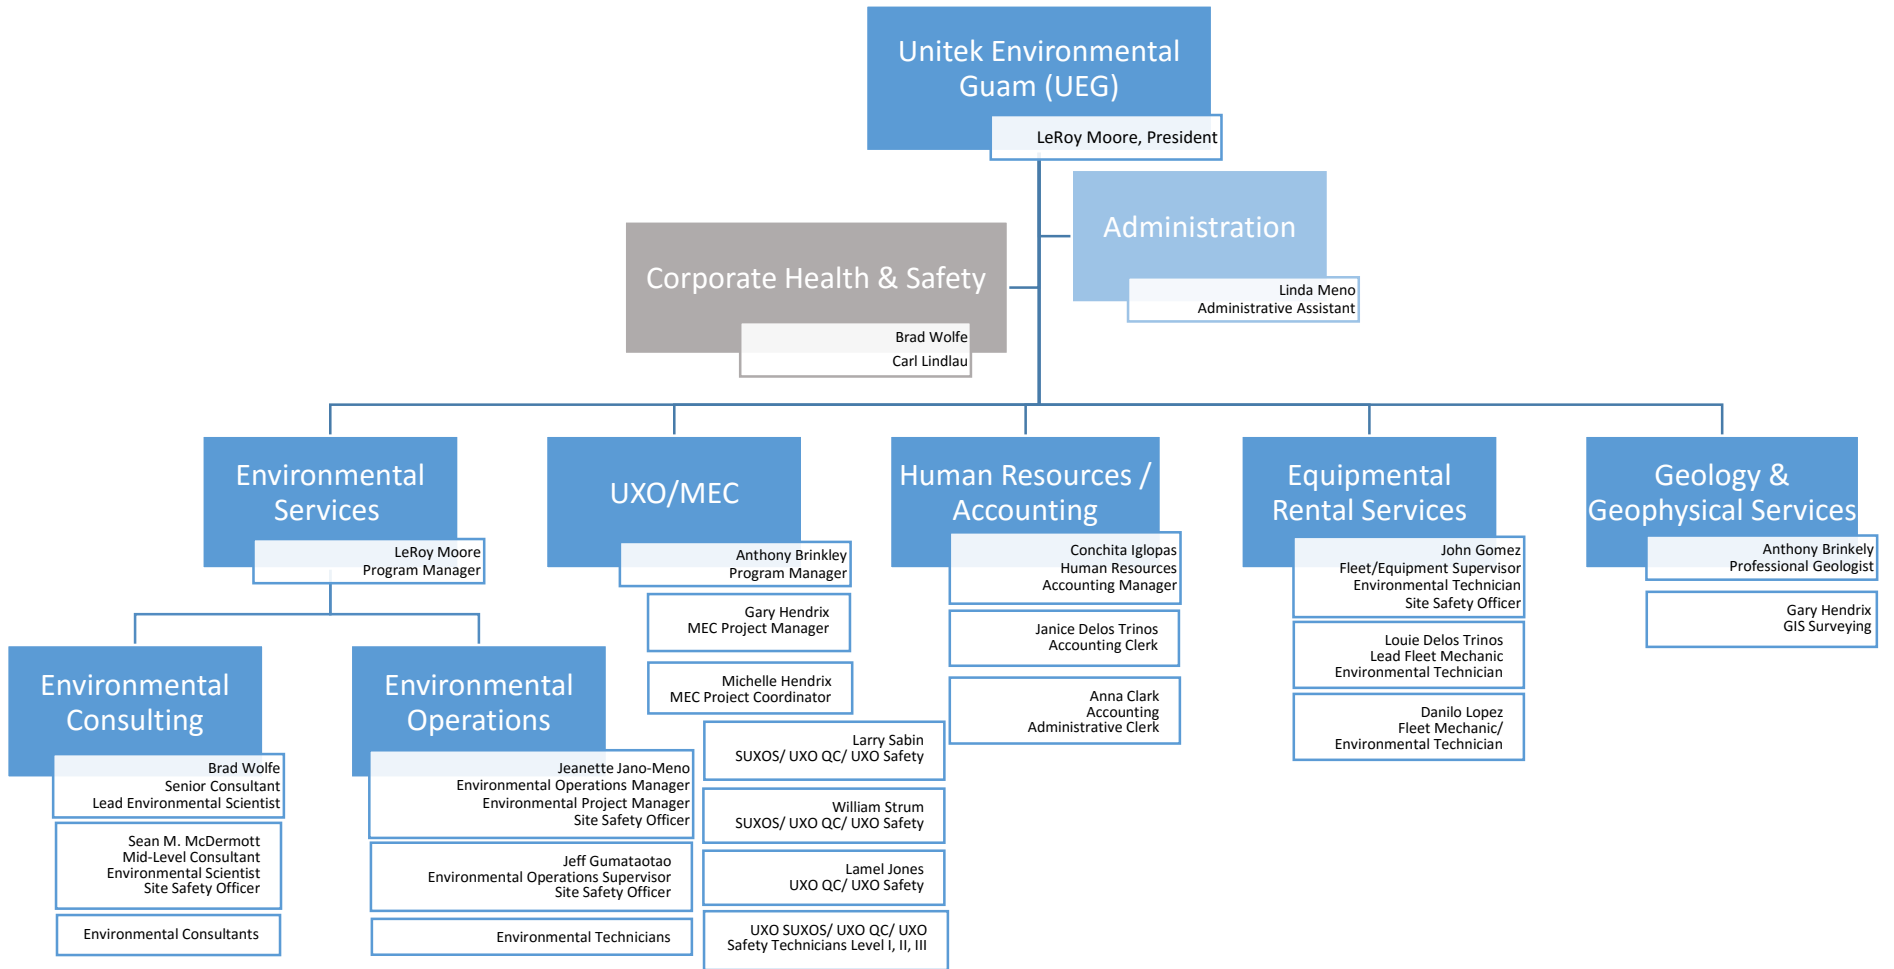 Unitek Environmental
Guam (UEG)
LeRoy Moore, President
Administration
Linda Meno
Administrative Assistant
Corporate Health & Safety
Brad Wolfe
Carl Lindlau
Environmental
Services
LeRoy Moore
Program Manager
UXO/MEC
Anthony Brinkley
Program Manager
Gary Hendrix
MEC Project Manager
Michelle Hendrix
MEC Project Coordinator
Larry Sabin
SUXOS/ UXO QC/ UXO Safety
William Strum
SUXOS/ UXO QC/ UXO Safety
Lamel Jones
UXO QC/ UXO Safety
UXO SUXOS/ UXO QC/ UXO
Safety Technicians Level I, II, III
Human Resources /
Accounting
Conchita Iglopas
Human Resources
Accounting Manager
Janice Delos Trinos
Accounting Clerk
Anna Clark
Accounting
Administrative Clerk
Equipmental
Rental Services
John Gomez
Fleet/Equipment Supervisor
Environmental Technician
Site Safety Officer
Louie Delos Trinos
Lead Fleet Mechanic
Environmental Technician
Danilo Lopez
Fleet Mechanic/
Environmental Technician
Geology &
Geophysical Services
Anthony Brinkely
Professional Geologist
Gary Hendrix
GIS Surveying
Environmental
Consulting
Brad Wolfe
Senior Consultant
Lead Environmental Scientist
Sean M. McDermott
Mid-Level Consultant
Environmental Scientist
Site Safety Officer
Environmental Consultants
Environmental
Operations
Jeanette Jano-Meno
Environmental Operations Manager
Environmental Project Manager
Site Safety Officer
Jeff Gumataotao
Environmental Operations Supervisor
Site Safety Officer
Environmental Technicians